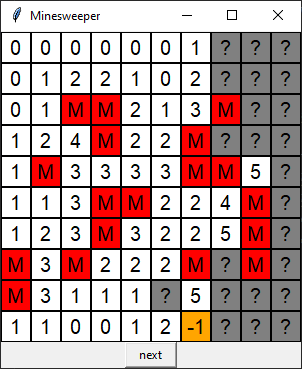 Minesweeper
0 0 0 0 0 0 1 ? ? ?
0 1 2 2 1 0 2 ? ? ?
0 1 M M 2 1 3 M ? ?
1 2 4 M 2 2 M ? ? ?
1 M 3 3 3 3 M M 5 ?
1 1 3 M M 2 2 4 M ?
1 2 3 M 3 2 2 5 M ?
M 3 M 2 2 2 M ? M ?
M 3 1 1 1 ? 5 ? ? ?
1 1 0 0 1 2 -1 ? ? ?
next